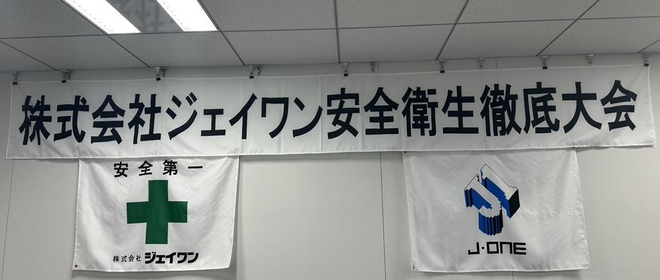 株式会社ジェイワン安全衛生徹底大会
安全第一
株式会社 ジェイワン
J·ONE